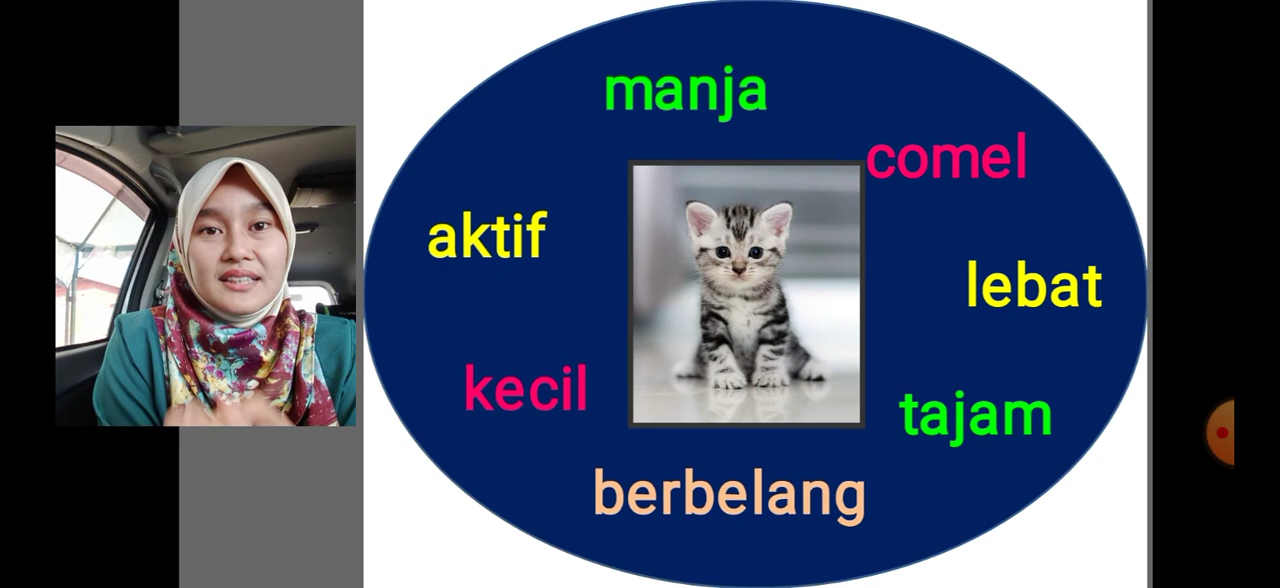 manja
comel
aktif
lebat
kecil
tajam
berbelang